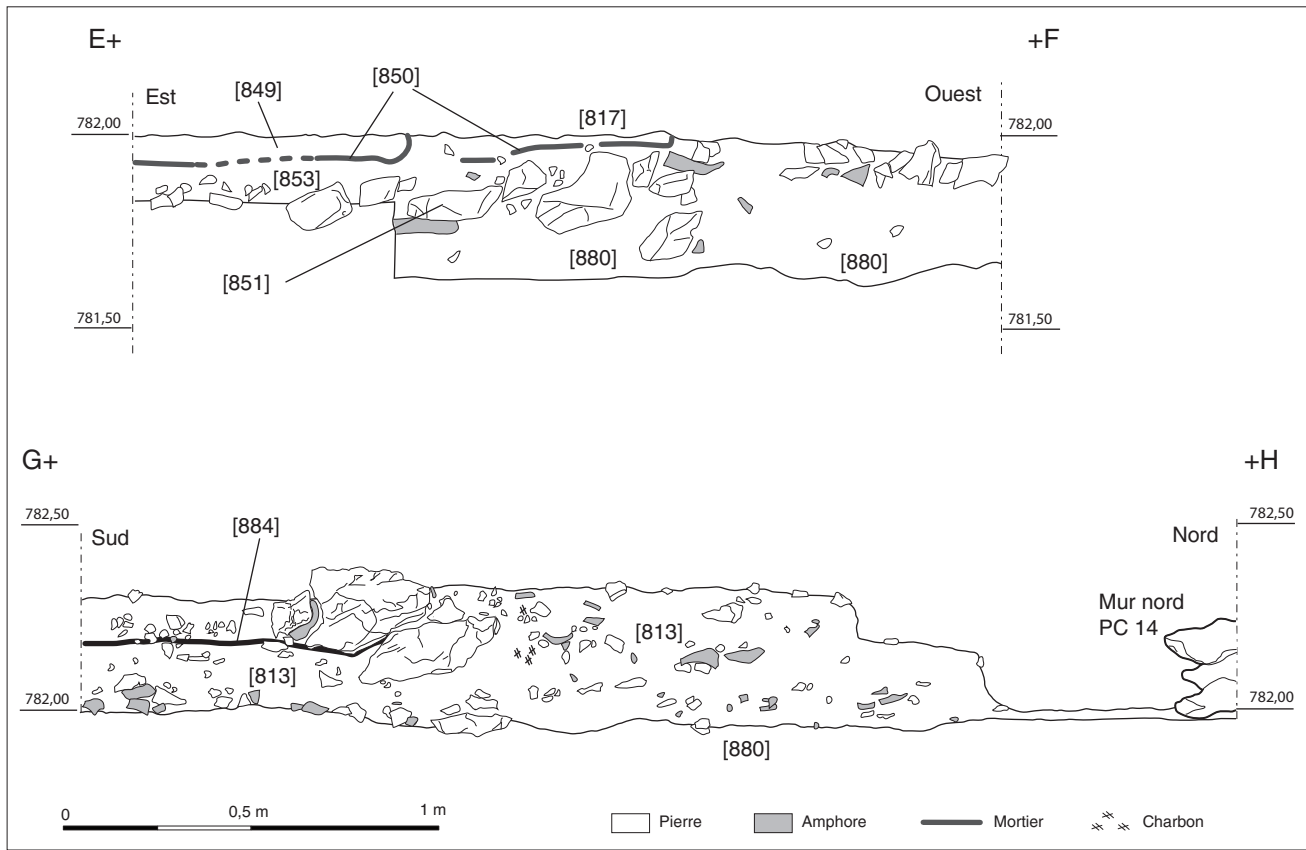 E+ +F
Est [849] [850] [817] Ouest
782,00 782,00
[853]
[851] [880] [880]
781,50 781,50
G+ +H
782,50 782,50
Sud [884] Nord
Mur nord
PC 14
[813] [813]
782,00 782,00
[880]
0 0,5 m 1 m
Pierre Amphore Mortier Charbon